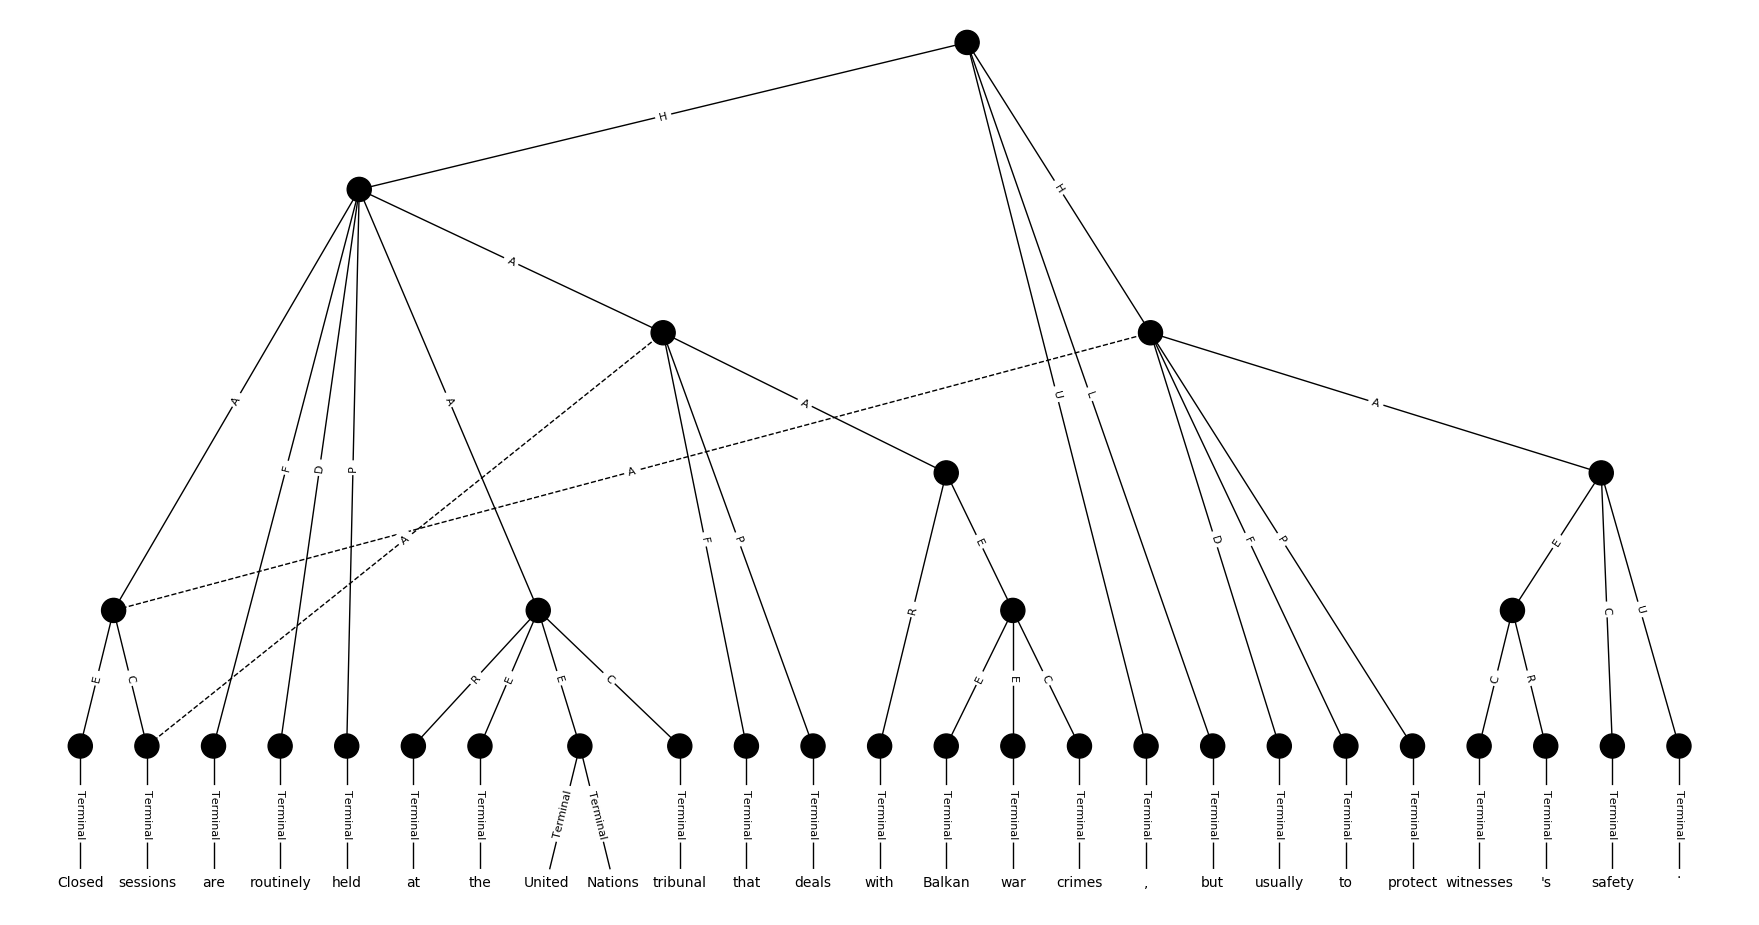 H
H
A
A
A
U
L
A
A
F
D
P
A
A
F
P
R
E
D
F
P
E
C
U
E
C
R
E
E
C
E
E
C
C
R
Terminal Terminal Terminal Terminal Terminal Terminal Terminal Terminal Terminal Terminal Terminal Terminal Terminal Terminal Terminal Terminal Terminal Terminal Terminal Terminal Terminal Terminal Terminal Terminal Terminal
Closed sessions are routinely held at the United Nations tribunal that deals with Balkan war crimes , but usually to protect witnesses 's safety .